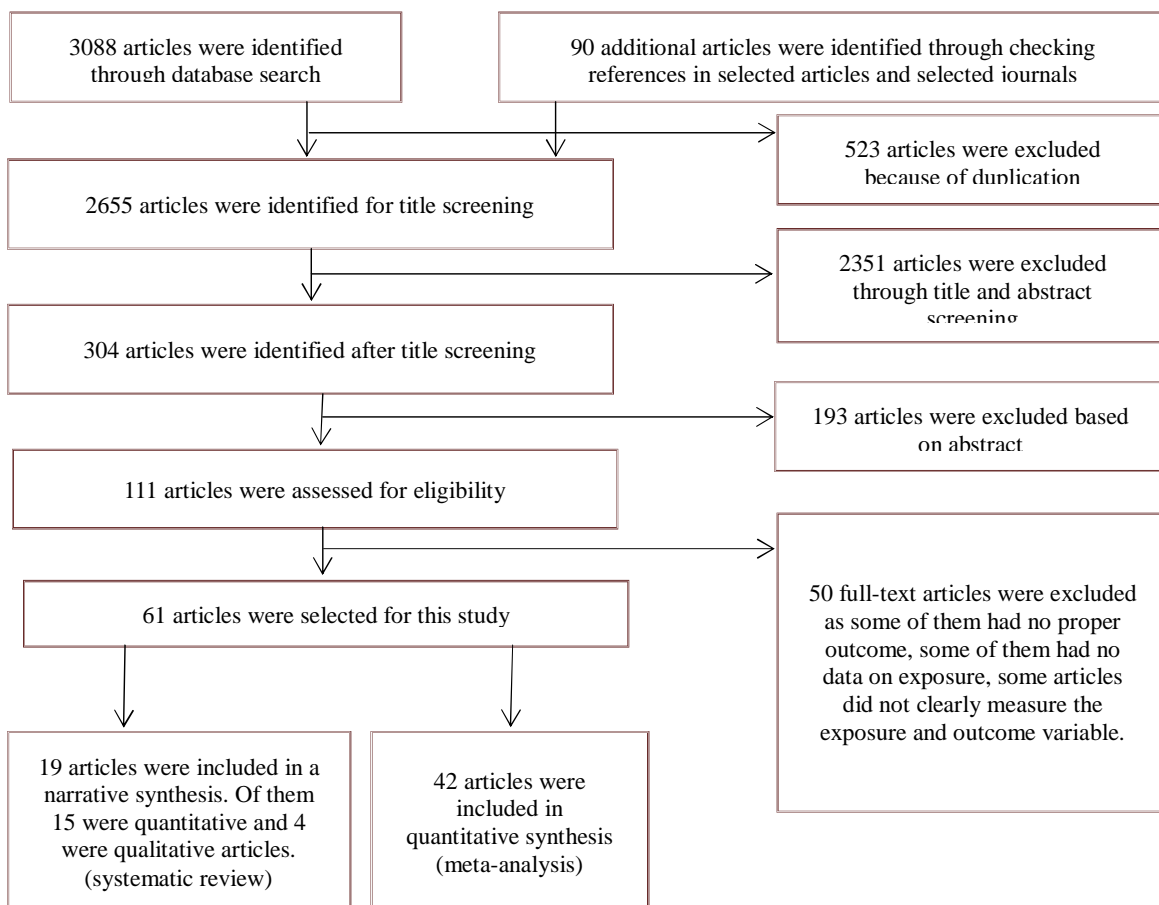 3088 articles were identified
through database search
90 additional articles were identified through checking
references in selected articles and selected journals
523 articles were excluded
because of duplication
2655 articles were identified for title screening
2351 articles were excluded
through title and abstract
screening
304 articles were identified after title screening
193 articles were excluded based
on abstract
111 articles were assessed for eligibility
50 full-text articles were excluded
as some of them had no proper
outcome, some of them had no
data on exposure, some articles
did not clearly measure the
exposure and outcome variable.
61 articles were selected for this study
19 articles were included in a
narrative synthesis. Of them
15 were quantitative and 4
were qualitative articles.
(systematic review)
42 articles were
included in
quantitative synthesis
(meta-analysis)